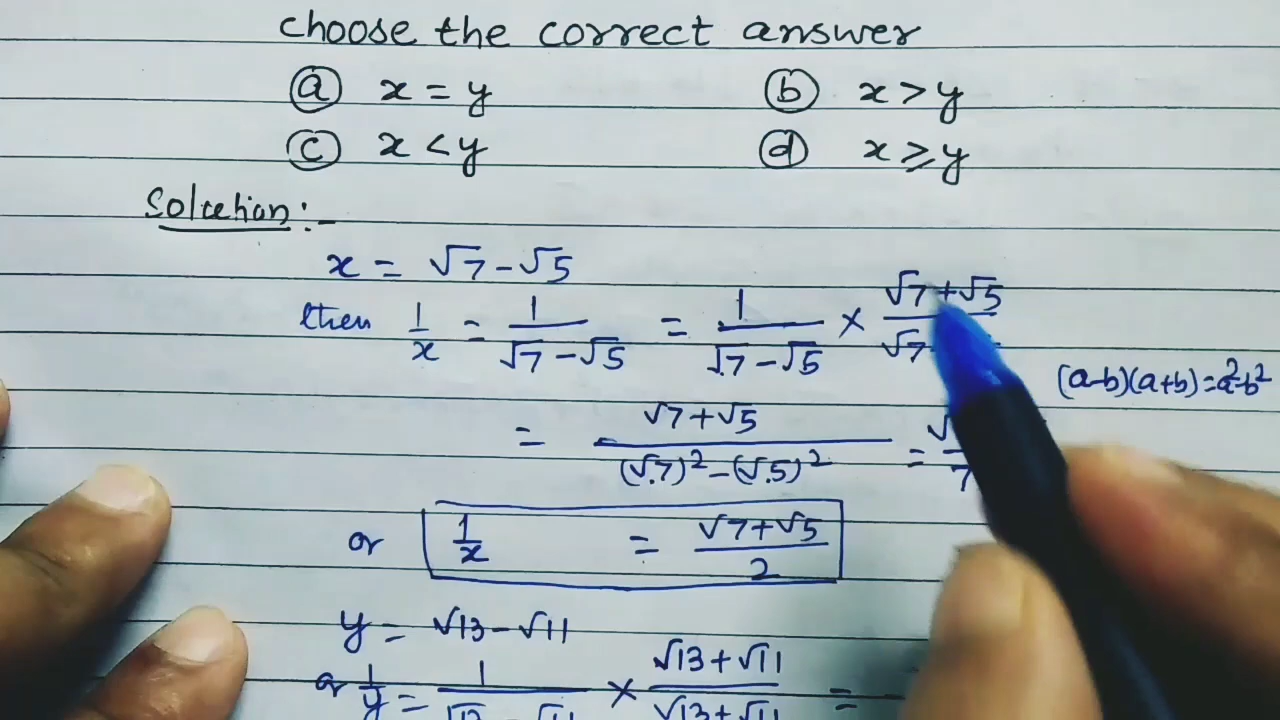 choose the correct answer
ⓐ x = y ⓑ x > y
ⓒ x < y ⓓ x ⩾ y
Solution:-
x = √7 - √5
then 1/x = 1/(√7 - √5) = 1/(√7 - √5) × (√7 + √5)/(√7
(a-b)(a+b) = a²-b²
= (√7 + √5)/((√7)² - (√5)²) = √/7
or 1/x = (√7 + √5)/2
y = √13 - √11
or 1/y = 1/(√13 - √11) × (√13 + √11)/(√13 + √11) =